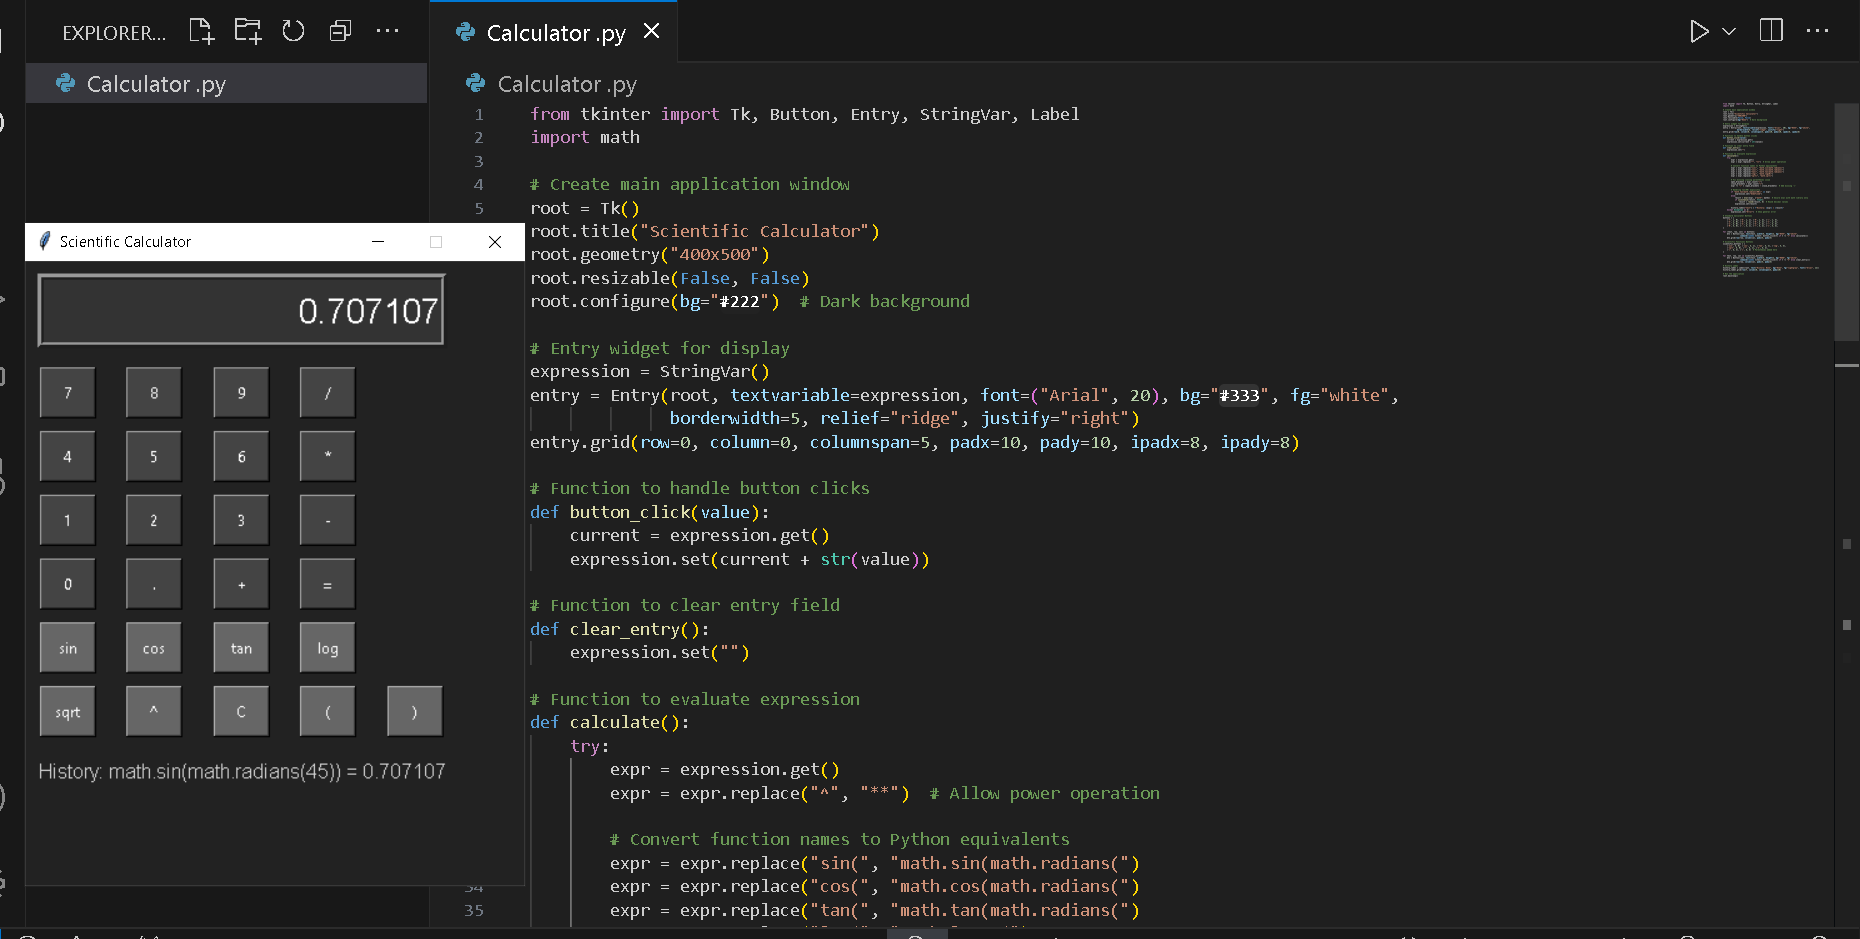 EXPLORER...
Calculator .py
Calculator .py
Calculator .py
1 from tkinter import Tk, Button, Entry, StringVar, Label
2 import math
3
4 # Create main application window
5 root = Tk()
root.title("Scientific Calculator")
root.geometry("400x500")
root.resizable(False, False)
root.configure(bg="#222")  # Dark background
# Entry widget for display
expression = StringVar()
entry = Entry(root, textvariable=expression, font=("Arial", 20), bg="#333", fg="white",
borderwidth=5, relief="ridge", justify="right")
entry.grid(row=0, column=0, columnspan=5, padx=10, pady=10, ipadx=8, ipady=8)
# Function to handle button clicks
def button_click(value):
current = expression.get()
expression.set(current + str(value))
# Function to clear entry field
def clear_entry():
expression.set("")
# Function to evaluate expression
def calculate():
try:
expr = expression.get()
expr = expr.replace("^", "**")  # Allow power operation
# Convert function names to Python equivalents
expr = expr.replace("sin(", "math.sin(math.radians(")
34 expr = expr.replace("cos(", "math.cos(math.radians(")
35 expr = expr.replace("tan(", "math.tan(math.radians(")
Scientific Calculator
0.707107
7 8 9 /
4 5 6 *
1 2 3 -
0 . + =
sin cos tan log
sqrt ^ C ( )
History: math.sin(math.radians(45)) = 0.707107